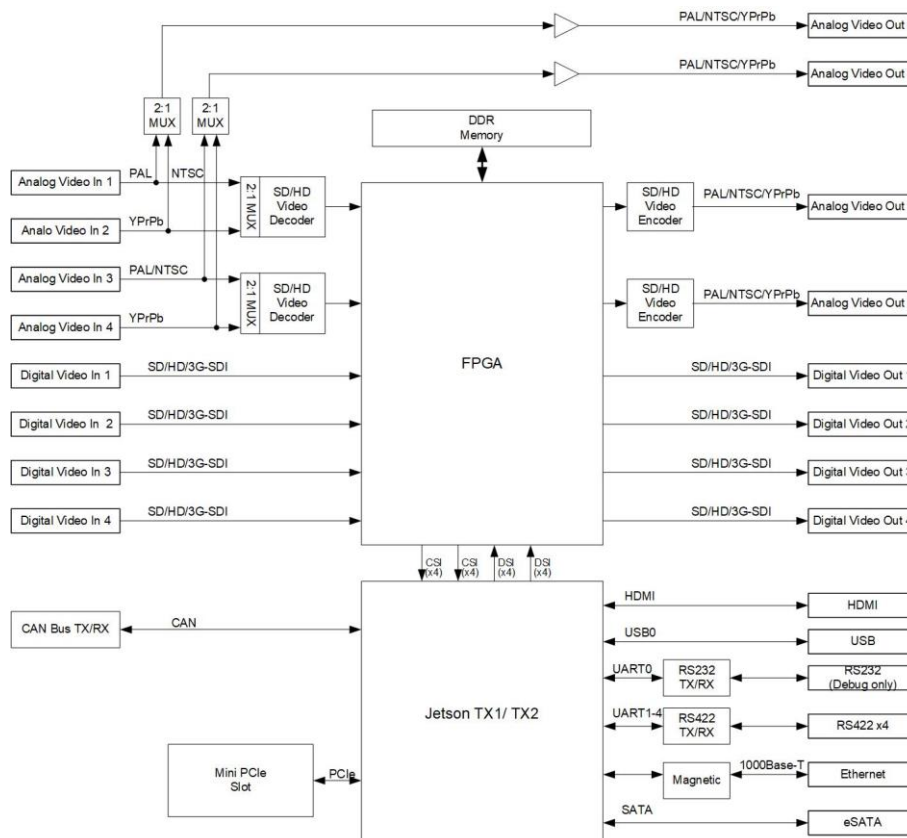 PAL/NTSC/YPrPb
Analog Video Out
PAL/NTSC/YPrPb
Analog Video Out
2:1
MUX
2:1
MUX
DDR
Memory
Analog Video In 1
PAL
NTSC
2:1 MUX
SD/HD
Video
Decoder
SD/HD
Video
Encoder
PAL/NTSC/YPrPb
Analog Video Out
Analo Video In 2
YPrPb
Analog Video In 3
PAL/NTSC
2:1 MUX
SD/HD
Video
Decoder
SD/HD
Video
Encoder
PAL/NTSC/YPrPb
Analog Video Out
Analog Video In 4
YPrPb
FPGA
Digital Video In 1
SD/HD/3G-SDI
SD/HD/3G-SDI
Digital Video Out 1
Digital Video In 2
SD/HD/3G-SDI
SD/HD/3G-SDI
Digital Video Out 2
Digital Video In 3
SD/HD/3G-SDI
SD/HD/3G-SDI
Digital Video Out 3
Digital Video In 4
SD/HD/3G-SDI
SD/HD/3G-SDI
Digital Video Out 4
CSI
(x4)
CSI
(x4)
DSI
(x4)
DSI
(x4)
CAN Bus TX/RX
CAN
HDMI
HDMI
USB0
USB
UART0
RS232
TX/RX
RS232
(Debug only)
Jetson TX1/ TX2
UART1-4
RS422
TX/RX
RS422 x4
Mini PCIe
Slot
PCIe
Magnetic
1000Base-T
Ethernet
SATA
eSATA